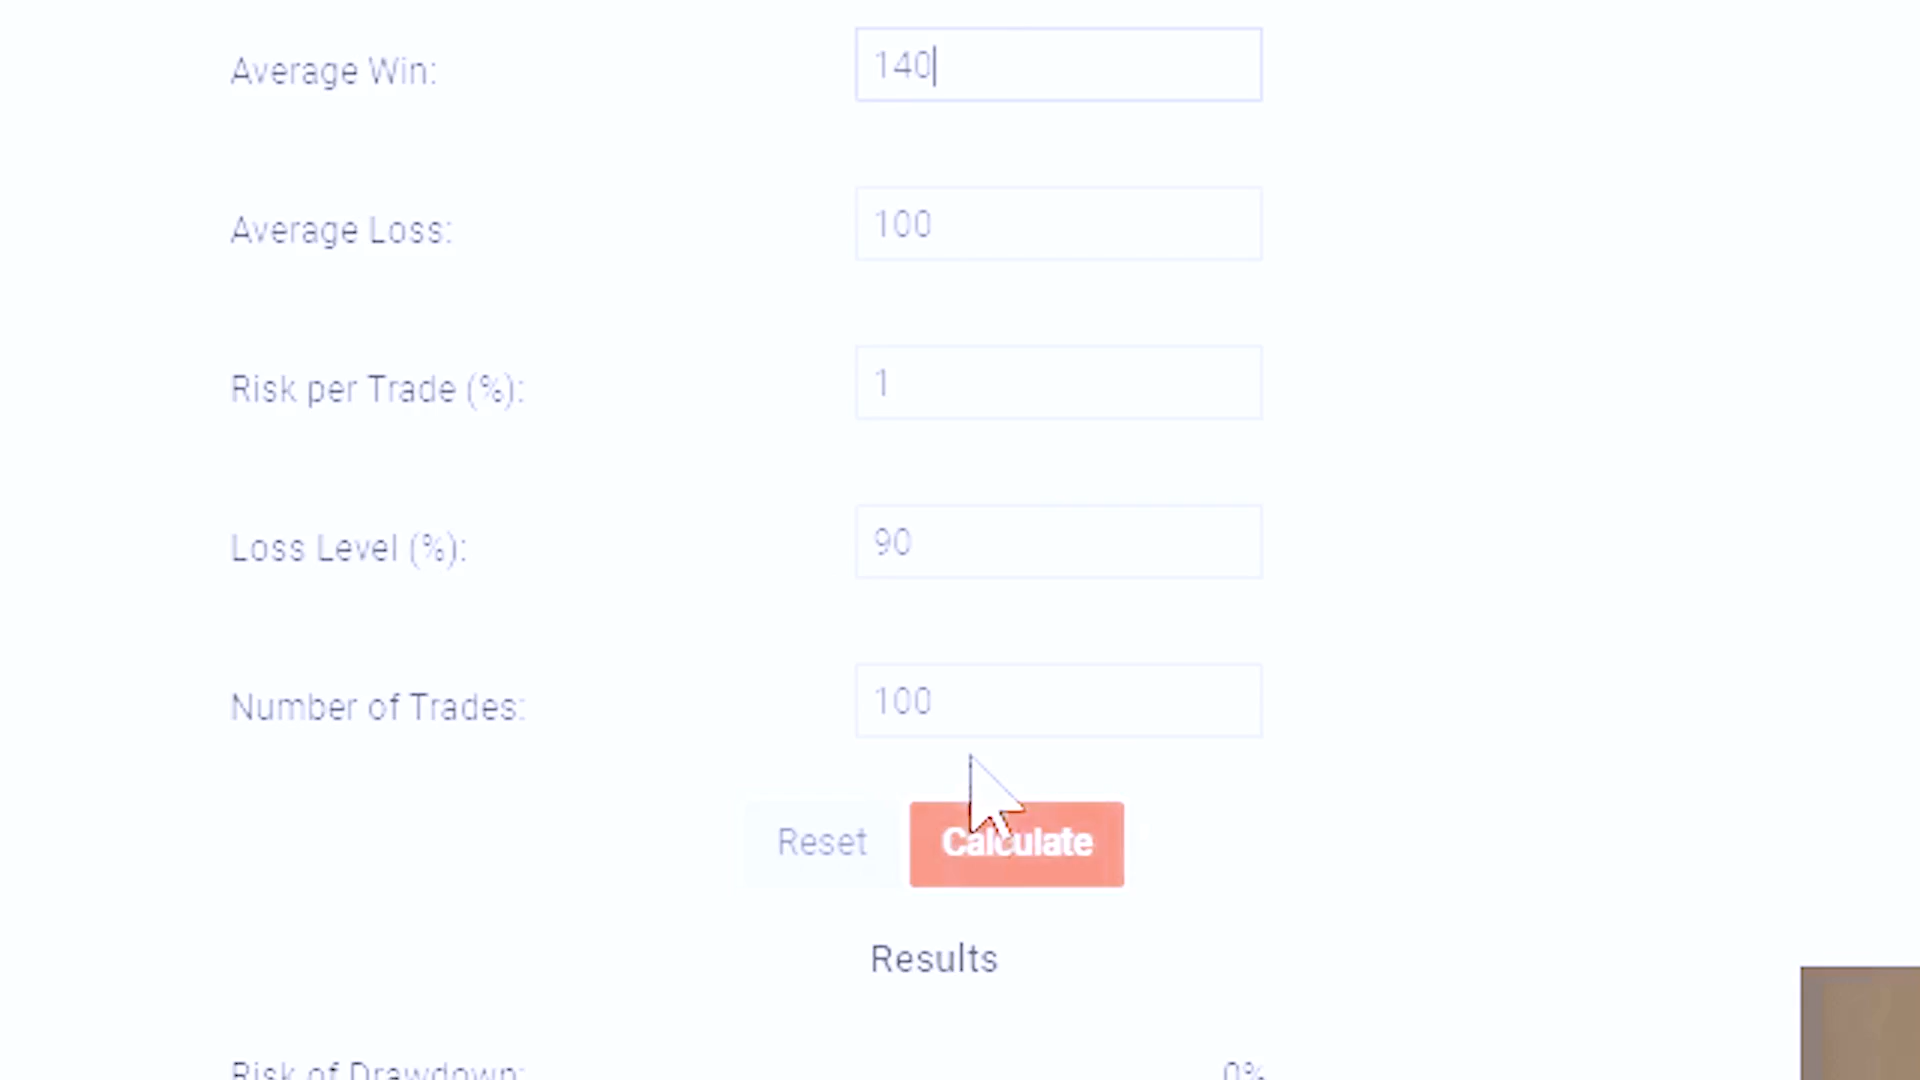 Average Win: 140
Average Loss: 100
Risk per Trade (%): 1
Loss Level (%): 90
Number of Trades: 100
Reset Calculate
Results
Risk of Drawdown: 0%